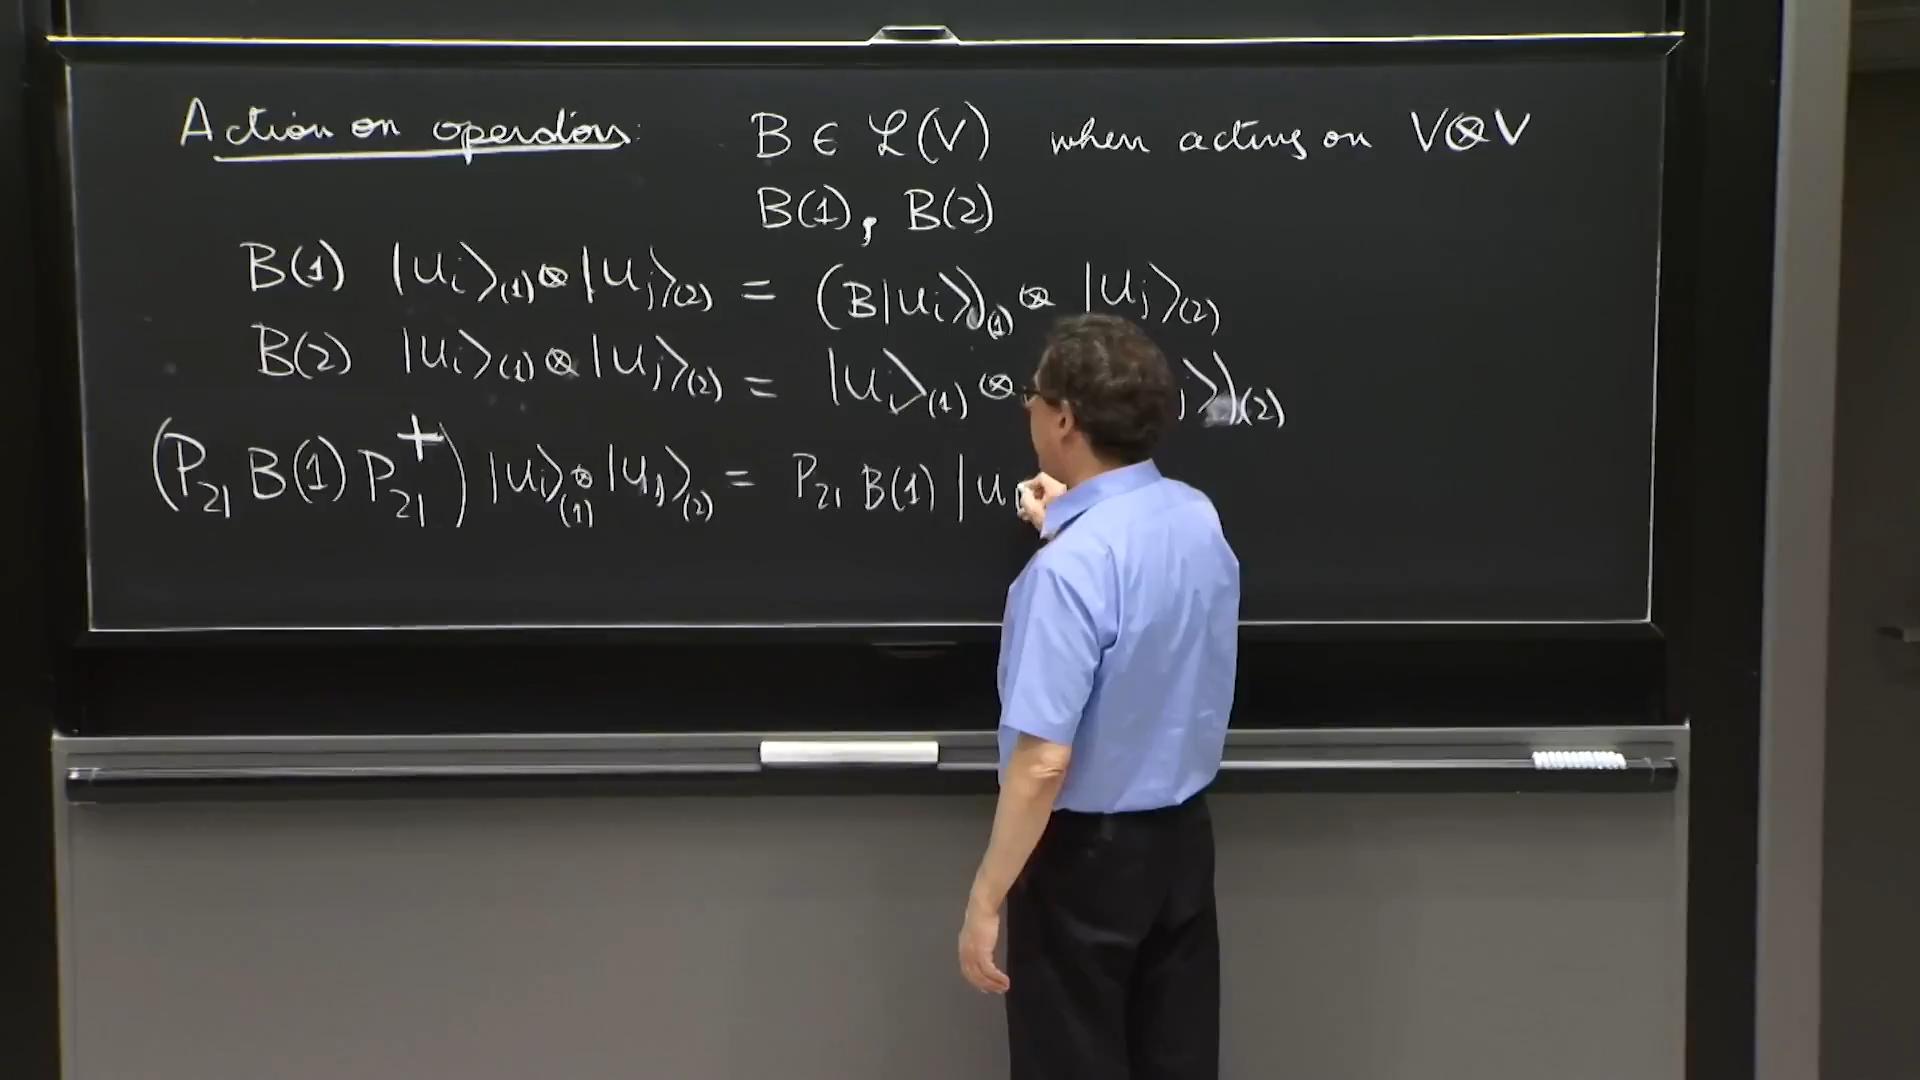 Action on operators: B ∈ ℒ(V) when acting on V⊗V
B(1), B(2)
B(1) |u_i⟩_(1) ⊗ |u_j⟩_(2) = (B|u_i⟩)_(1) ⊗ |u_j⟩_(2)
B(2) |u_i⟩_(1) ⊗ |u_j⟩_(2) = |u_i⟩_(1) ⊗ j⟩)_(2)
(P_21 B(1) P_21^†) |u_i⟩_(1) ⊗ |u_j⟩_(2) = P_21 B(1) |u